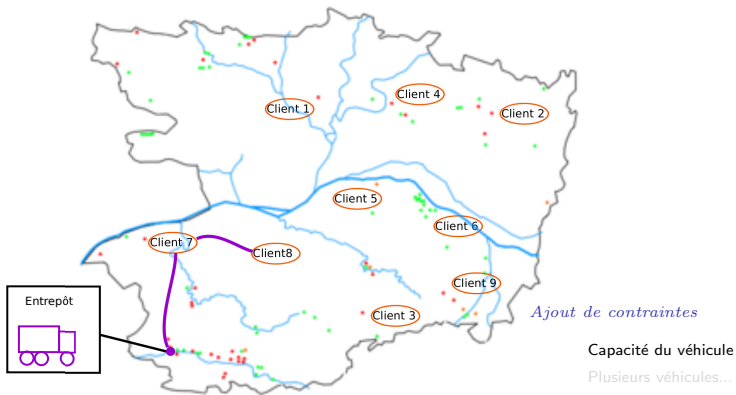 Client 4
Client 1
Client 2
Client 5
Client 6
Client 7
Client8
Client 9
Entrepôt
Ajout de contraintes
Client 3
Capacité du véhicule
Plusieurs véhicules...